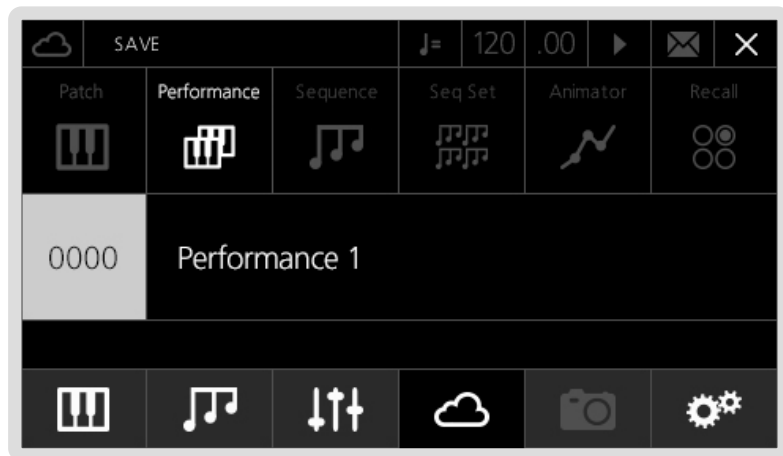 SAVE = 120 .00
Patch Performance Sequence Seq Set Animator Recall
0000 Performance 1